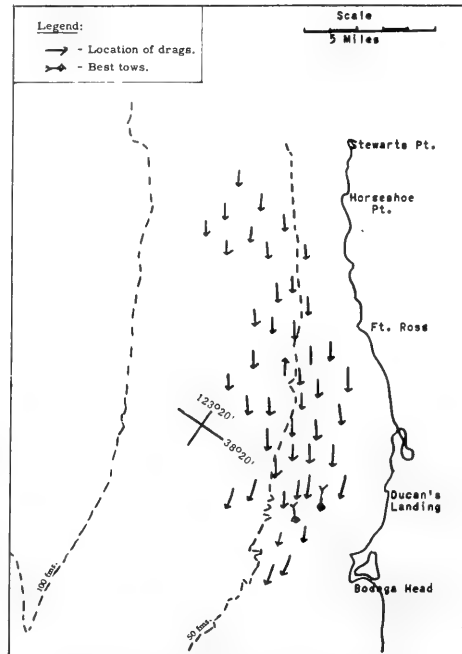 Legend:
- Location of drags.
- Best tows.
Scale
5 Miles
Stewarts Pt.
Horseshoe
Pt.
Ft. Ross
123°20'
38°20'
Ducan's
Landing
Bodega Head
100 fms.
50 fms.